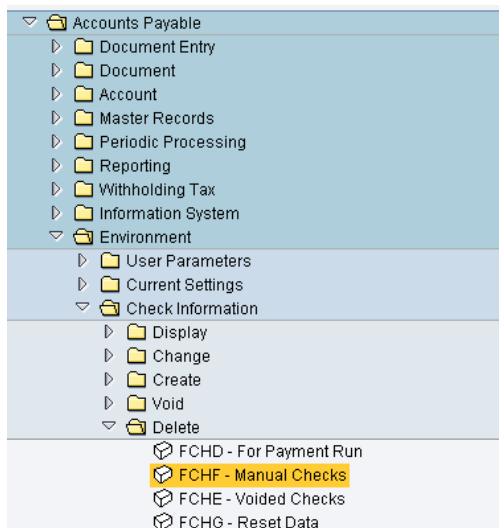 Accounts Payable
Document Entry
Document
Account
Master Records
Periodic Processing
Reporting
Withholding Tax
Information System
Environment
User Parameters
Current Settings
Check Information
Display
Change
Create
Void
Delete
FCHD - For Payment Run
FCHF - Manual Checks
FCHE - Voided Checks
FCHG - Reset Data